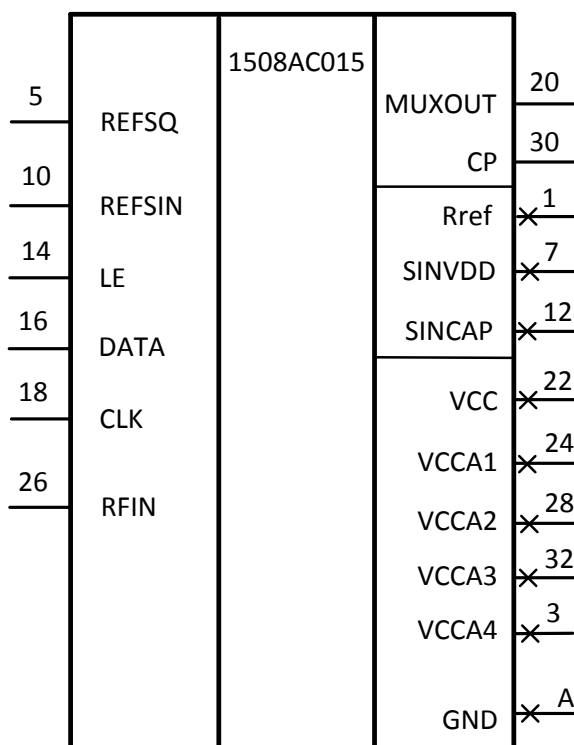 1508AC015
5 REFSQ
10 REFSIN
14 LE
16 DATA
18 CLK
26 RFIN
MUXOUT 20
CP 30
Rref 1
SINVDD 7
SINCAP 12
VCC 22
VCCA1 24
VCCA2 28
VCCA3 32
VCCA4 3
GND A